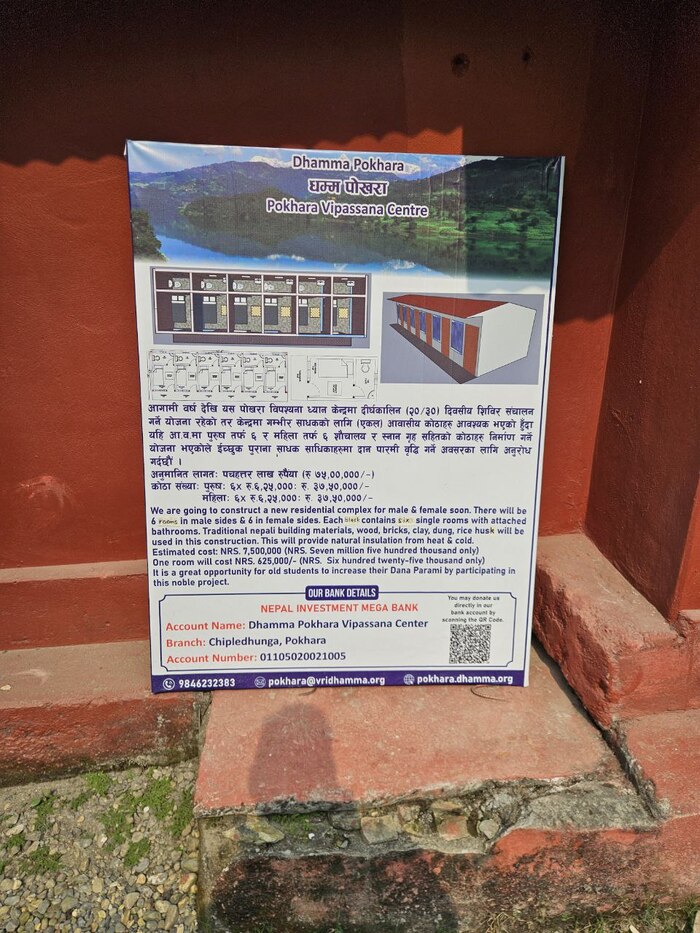 Dhamma Pokhara
धम्म पोखरा
Pokhara Vipassana Centre
आगामी वर्ष देखि यस पोखरा विपश्यना ध्यान केन्द्रमा दीर्घकालिन (२०/३०) दिवसीय शिविर संचालन
गर्ने योजना रहेको तर केन्द्रमा गम्भीर साधकको लागि (एकल) आवासीय कोठाहरु आवश्यक भएको हुँदा
यहि आ.व.मा पुरुष तर्फ ६ र महिला तर्फ ६ शौचालय र स्नान गृह सहितको कोठाहरु निर्माण गर्ने
योजना भएकोले ईच्छुक पुराना साधक साधिकाहरुमा दान पारमी वृद्धि गर्ने अवसरका लागि अनुरोध
गर्दछौं ।
अनुमानित लागतः पचहत्तर लाख रुपैंया (रु ७५,००,०००/-)
कोठा संख्याः पुरुषः ६x रु.६,२५,०००ः रु. ३७,५०,०००/-
महिलाः ६x रु.६,२५,०००ः रु. ३७,५०,०००/-
We are going to construct a new residential complex for male & female soon. There will be
6 rooms in male sides & 6 in female sides. Each block contains six single rooms with attached
bathrooms. Traditional nepali building materials, wood, bricks, clay, dung, rice husk will be
used in this construction. This will provide natural insulation from heat & cold.
Estimated cost: NRS. 7,500,000 (NRS. Seven million five hundred thousand only)
One room will cost NRS. 625,000/- (NRS. Six hundred twenty-five thousand only)
It is a great opportunity for old students to increase their Dana Parami by participating in
this noble project.
OUR BANK DETAILS
NEPAL INVESTMENT MEGA BANK
Account Name: Dhamma Pokhara Vipassana Center
Branch: Chipledhunga, Pokhara
Account Number: 01105020021005
You may donate us
directly in our
bank account by
scanning the QR Code.
9846232383
pokhara@vridhamma.org
pokhara.dhamma.org